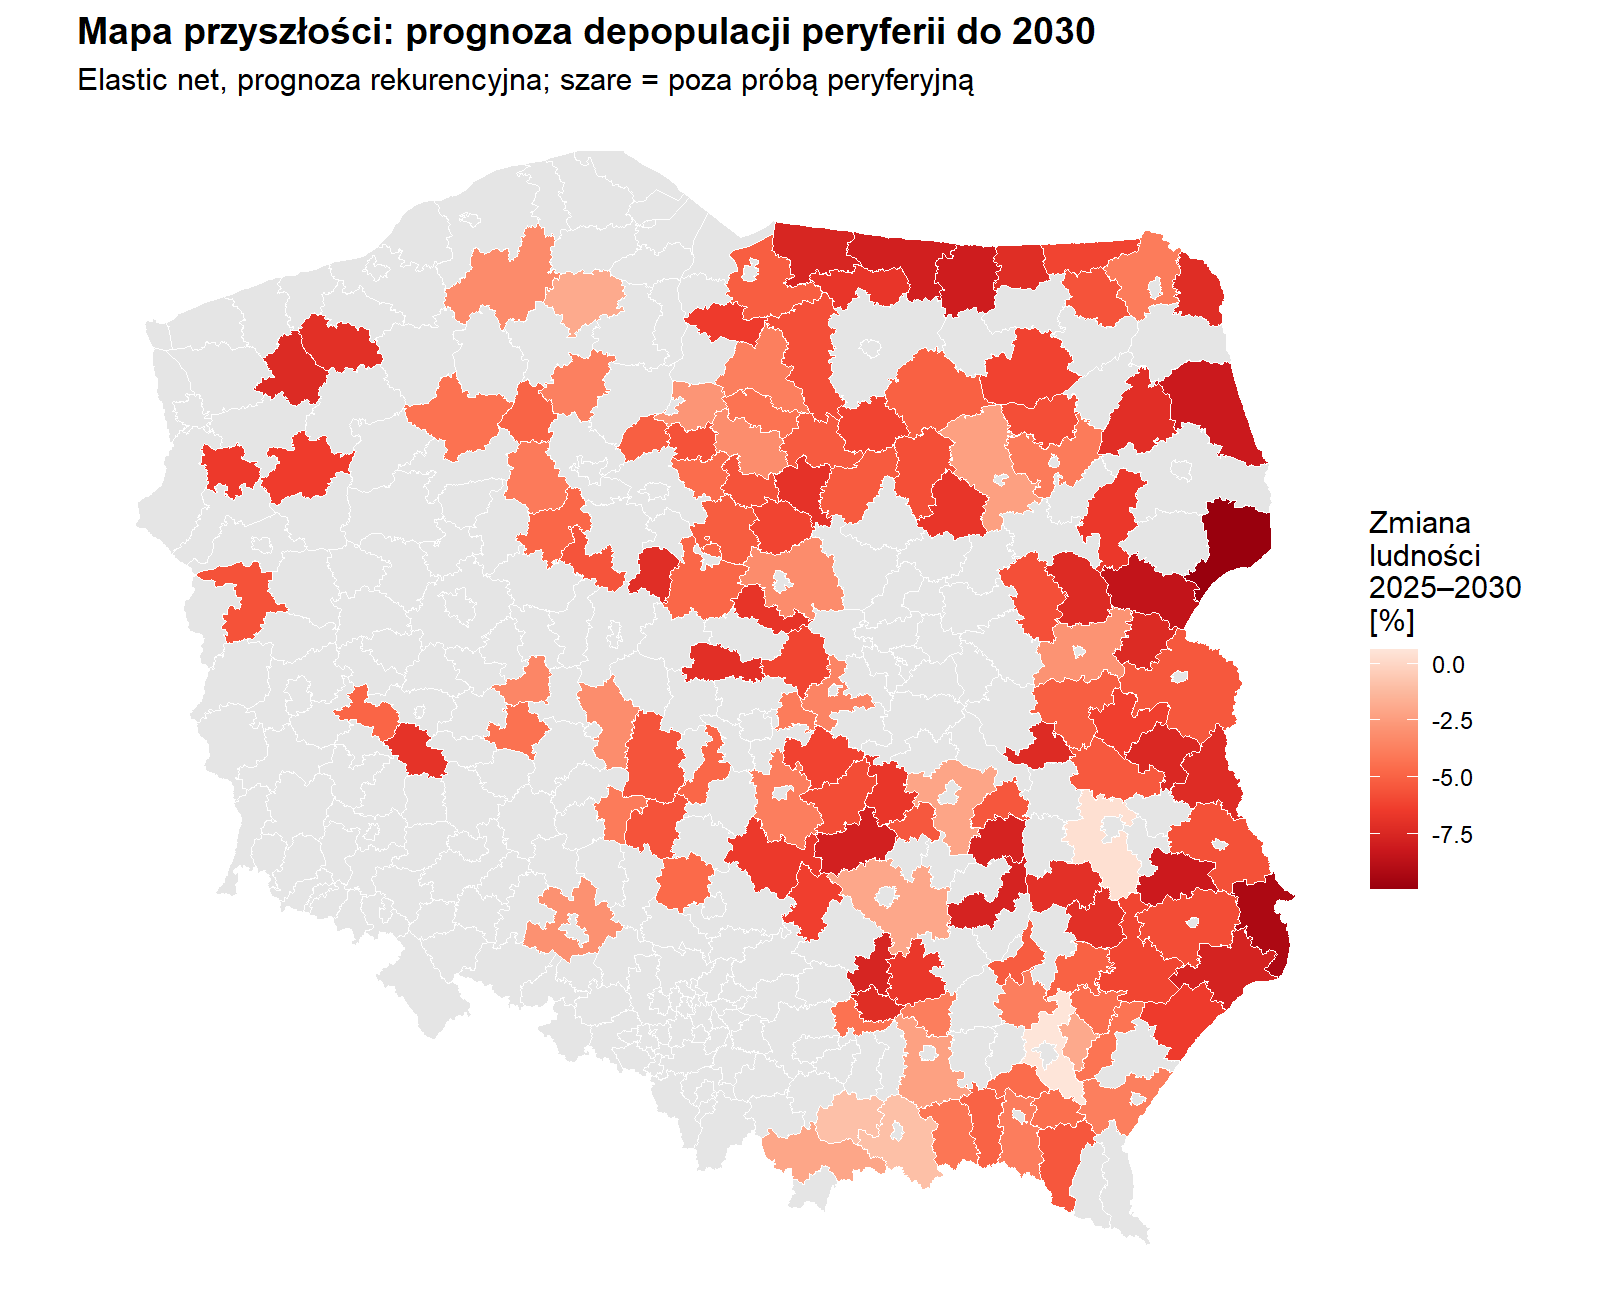 Mapa przyszłości: prognoza depopulacji peryferii do 2030
Elastic net, prognoza rekurencyjna; szare = poza próbą peryferyjną
Zmiana
ludności
2025–2030
[%]
0.0
-2.5
-5.0
-7.5